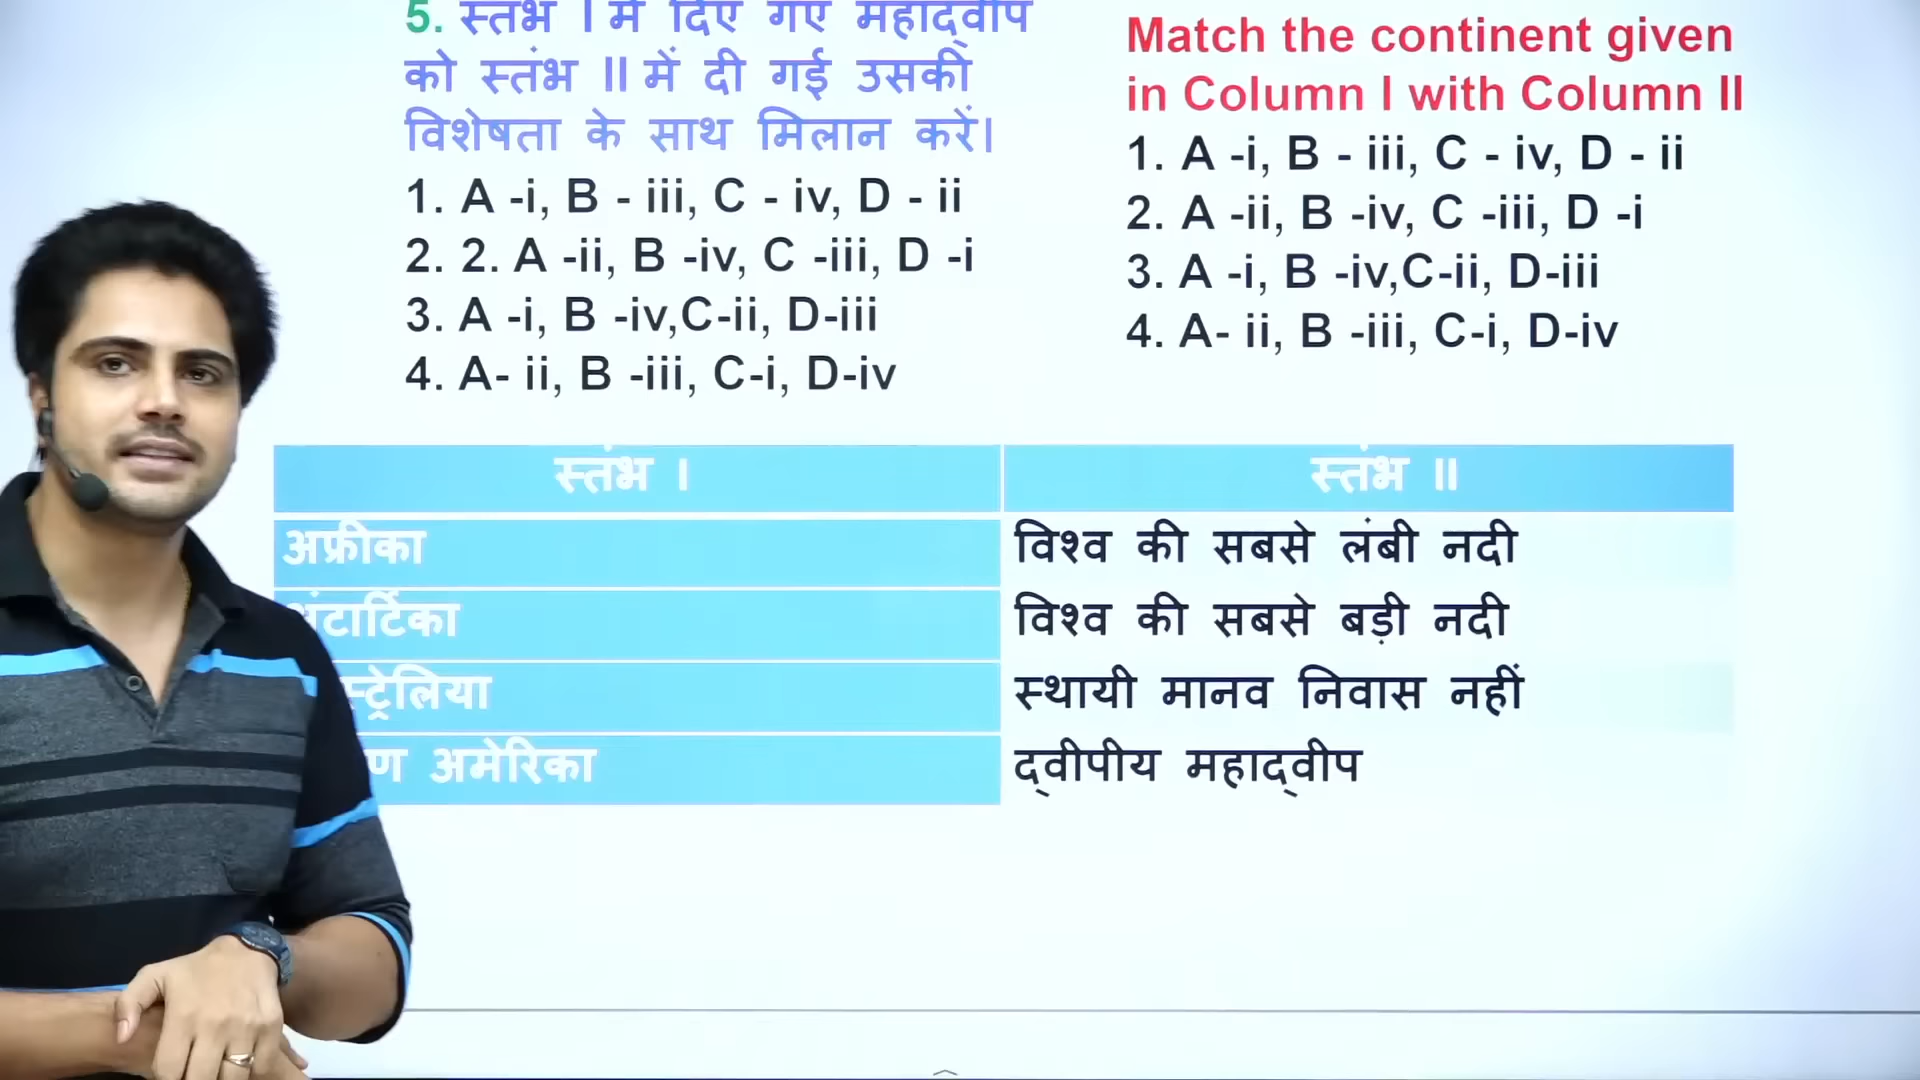 5. स्तंभ I में दिए गए महाद्वीप
को स्तंभ II में दी गई उसकी
विशेषता के साथ मिलान करें।
1. A -i, B - iii, C - iv, D - ii
2. 2. A -ii, B -iv, C -iii, D -i
3. A -i, B -iv,C-ii, D-iii
4. A- ii, B -iii, C-i, D-iv
Match the continent given
in Column I with Column II
1. A -i, B - iii, C - iv, D - ii
2. A -ii, B -iv, C -iii, D -i
3. A -i, B -iv,C-ii, D-iii
4. A- ii, B -iii, C-i, D-iv
स्तंभ I स्तंभ II
अफ्रीका विश्व की सबसे लंबी नदी
विश्व की सबसे बड़ी नदी
स्थायी मानव निवास नहीं
अमेरिका द्वीपीय महाद्वीप